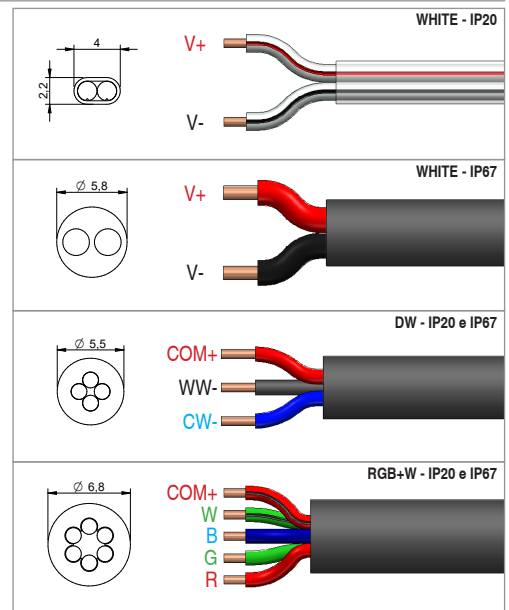 WHITE - IP20
4
2,2
V+
V-
WHITE - IP67
Ø 5,8
V+
V-
DW - IP20 e IP67
Ø 5,5
COM+
WW-
CW-
RGB+W - IP20 e IP67
Ø 6,8
COM+
W
B
G
R